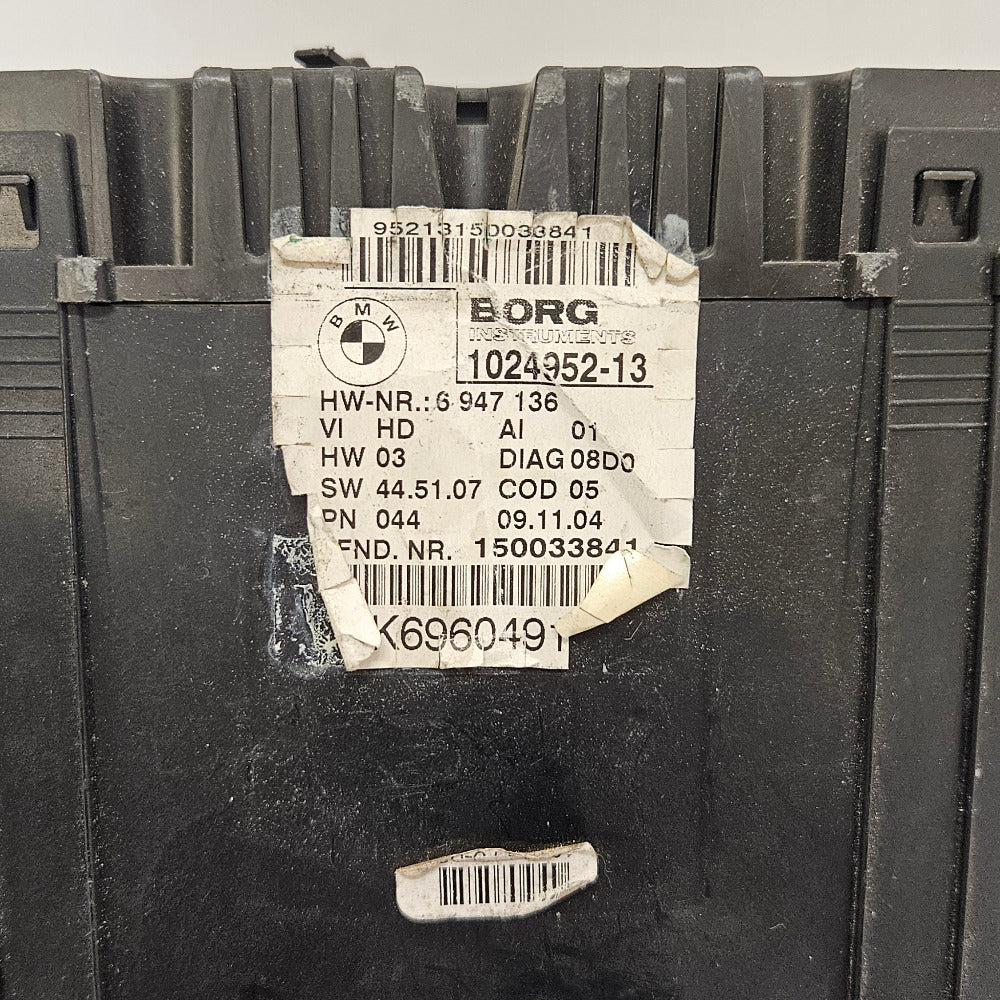 95213150033841
BMW
BORG
INSTRUMENTS
1024952-13
HW-NR.: 6 947 136
VI HD AI 01
HW 03 DIAG 08D0
SW 44.51.07 COD 05
PN 044 09.11.04
END. NR. 150033841
K6960491